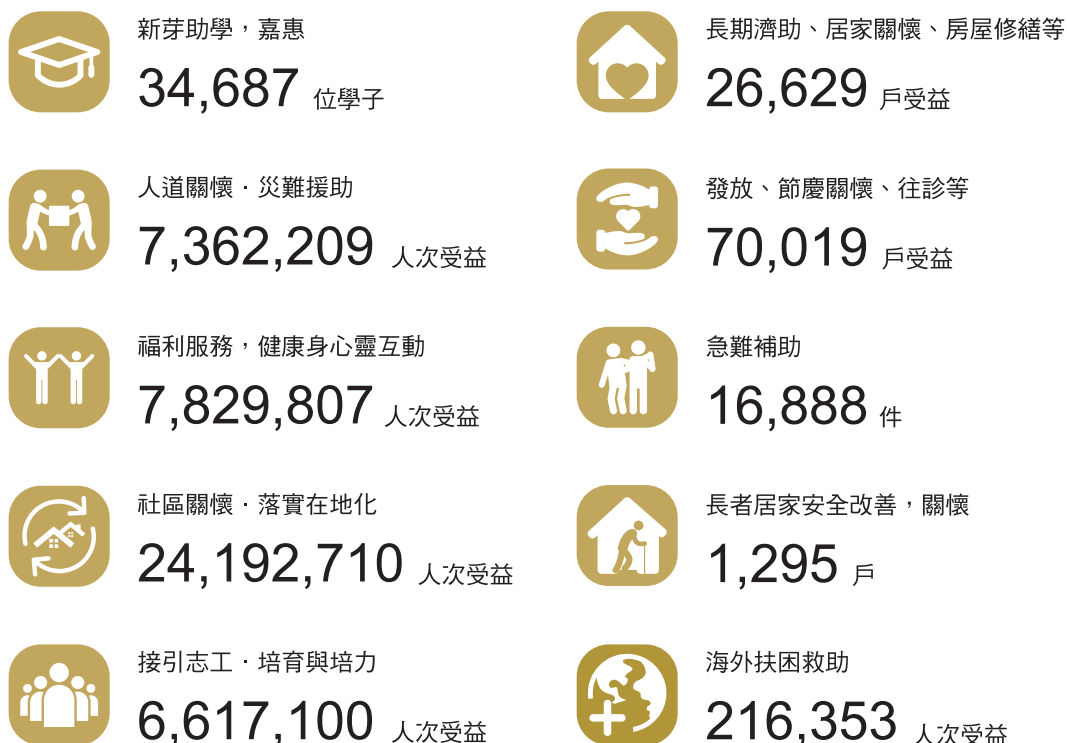 新芽助學，嘉惠
34,687 位學子
長期濟助、居家關懷、房屋修繕等
26,629 戶受益
人道關懷．災難援助
7,362,209 人次受益
發放、節慶關懷、往診等
70,019 戶受益
福利服務，健康身心靈互動
7,829,807 人次受益
急難補助
16,888 件
社區關懷．落實在地化
24,192,710 人次受益
長者居家安全改善，關懷
1,295 戶
接引志工．培育與培力
6,617,100 人次受益
海外扶困救助
216,353 人次受益